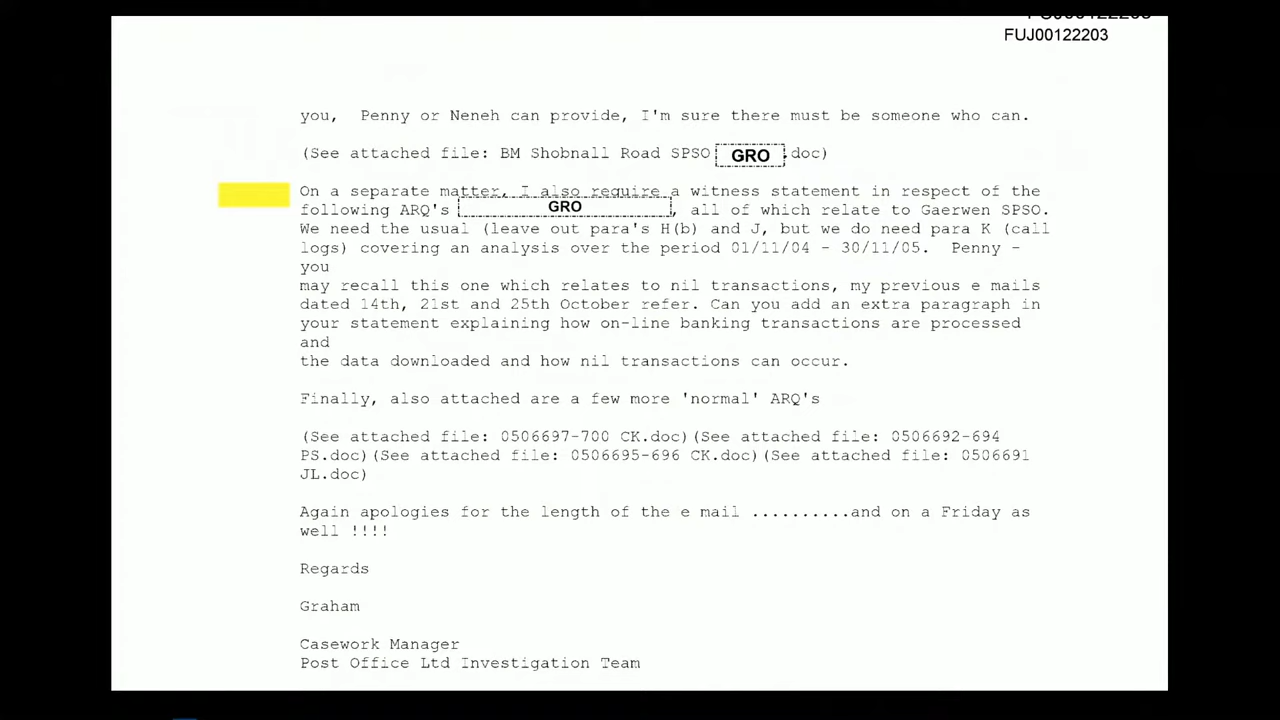 FUJ00122203
you, Penny or Neneh can provide, I'm sure there must be someone who can.
(See attached file: BM Shobnall Road SPSO GRO .doc)
On a separate matter, I also require a witness statement in respect of the
following ARQ's GRO , all of which relate to Gaerwen SPSO.
We need the usual (leave out para's H(b) and J, but we do need para K (call
logs) covering an analysis over the period 01/11/04 - 30/11/05. Penny -
you
may recall this one which relates to nil transactions, my previous e mails
dated 14th, 21st and 25th October refer. Can you add an extra paragraph in
your statement explaining how on-line banking transactions are processed
and
the data downloaded and how nil transactions can occur.
Finally, also attached are a few more 'normal' ARQ's
(See attached file: 0506697-700 CK.doc)(See attached file: 0506692-694
PS.doc)(See attached file: 0506695-696 CK.doc)(See attached file: 0506691
JL.doc)
Again apologies for the length of the e mail ..........and on a Friday as
well !!!!
Regards
Graham
Casework Manager
Post Office Ltd Investigation Team